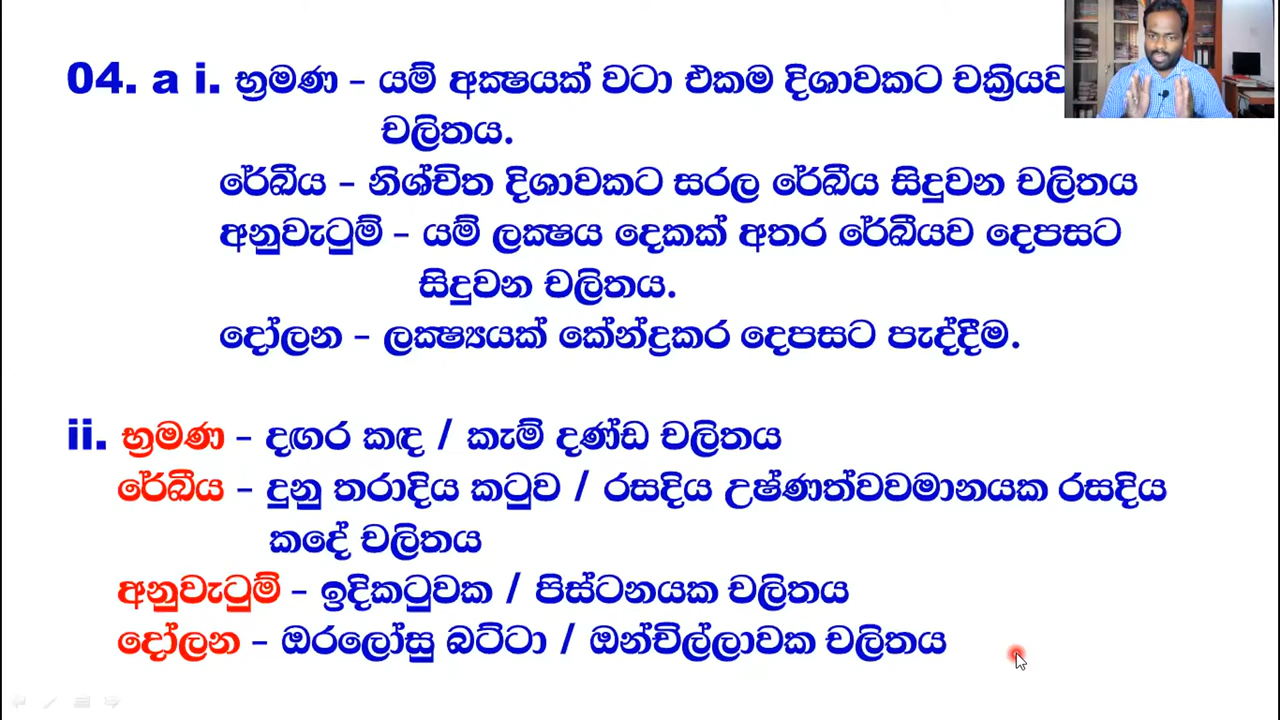 04. a i. භ්‍රමණ – යම් අක්‍ෂයක් වටා එකම දිශාවකට චක්‍රියව
චලිතය.
රේඛීය – නිශ්චිත දිශාවකට සරල රේඛීය සිදුවන චලිතය
අනුවැටුම් – යම් ලක්‍ෂය දෙකක් අතර රේඛීයව දෙපසට
සිදුවන චලිතය.
දෝලන – ලක්‍ෂ්‍යයක් කේන්ද්‍රකර දෙපසට පැද්දීම.
ii. භ්‍රමණ – දඟර කඳ / කැම් දණ්ඩ චලිතය
රේඛීය – දුනු තරාදිය කටුව / රසදිය උෂ්ණත්වවමානයක රසදිය
කදේ චලිතය
අනුවැටුම් – ඉදිකටුවක / පිස්ටනයක චලිතය
දෝලන – ඔරලෝසු බට්ටා / ඔන්චිල්ලාවක චලිතය